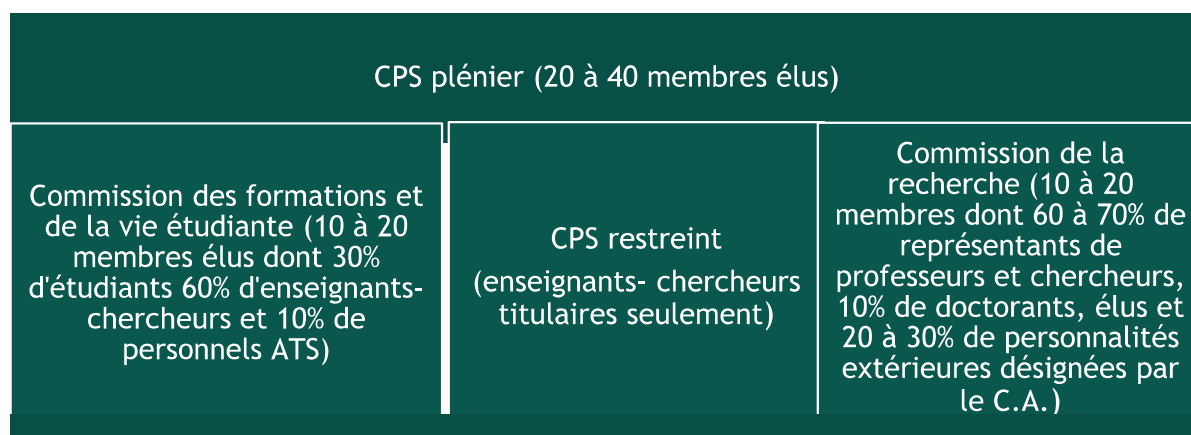 CPS plénier (20 à 40 membres élus)
Commission des formations et
de la vie étudiante (10 à 20
membres élus dont 30%
d'étudiants 60% d'enseignants-
chercheurs et 10% de
personnels ATS)
CPS restreint
(enseignants- chercheurs
titulaires seulement)
Commission de la
recherche (10 à 20
membres dont 60 à 70% de
représentants de
professeurs et chercheurs,
10% de doctorants, élus et
20 à 30% de personnalités
extérieures désignées par
le C.A.)